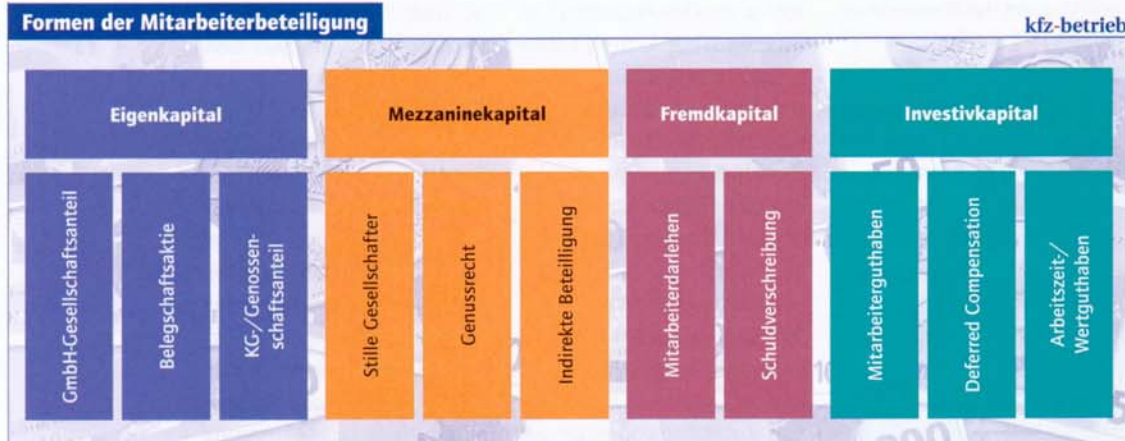 Formen der Mitarbeiterbeteiligung
kfz-betrieb
Eigenkapital
GmbH-Gesellschaftsanteil
Belegschaftsaktie
KG-/Genossen-
schaftsanteil
Mezzaninekapital
Stille Gesellschafter
Genussrecht
Indirekte Beteilligung
Fremdkapital
Mitarbeiterdarlehen
Schuldverschreibung
Investivkapital
Mitarbeiterguthaben
Deferred Compensation
Arbeitszeit-/
Wertguthaben